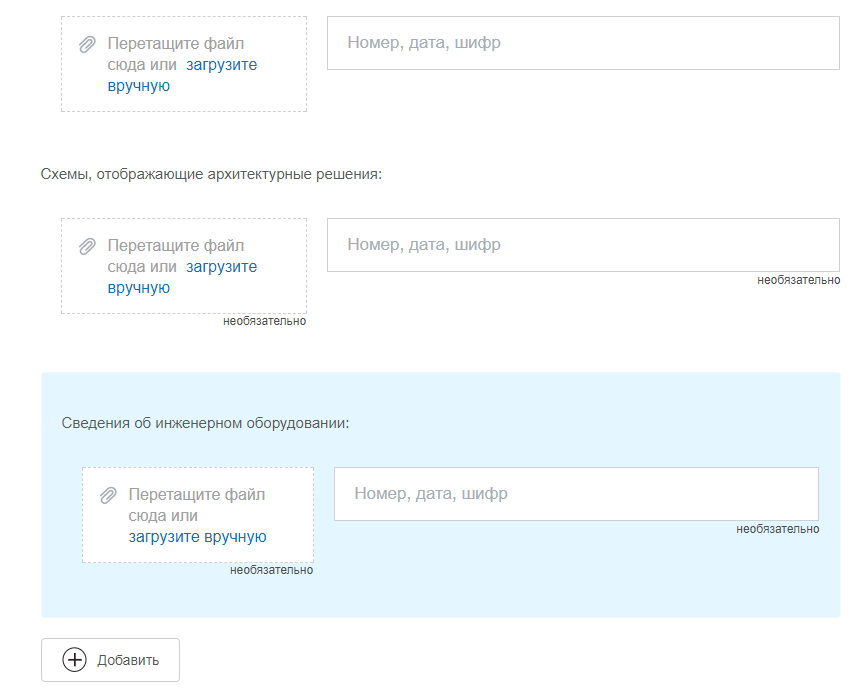 Перетащите файл
сюда или загрузите
вручную
Номер, дата, шифр
Схемы, отображающие архитектурные решения:
Перетащите файл
сюда или загрузите
вручную
необязательно
Номер, дата, шифр
необязательно
Сведения об инженерном оборудовании:
Перетащите файл
сюда или
загрузите вручную
необязательно
Номер, дата, шифр
необязательно
Добавить